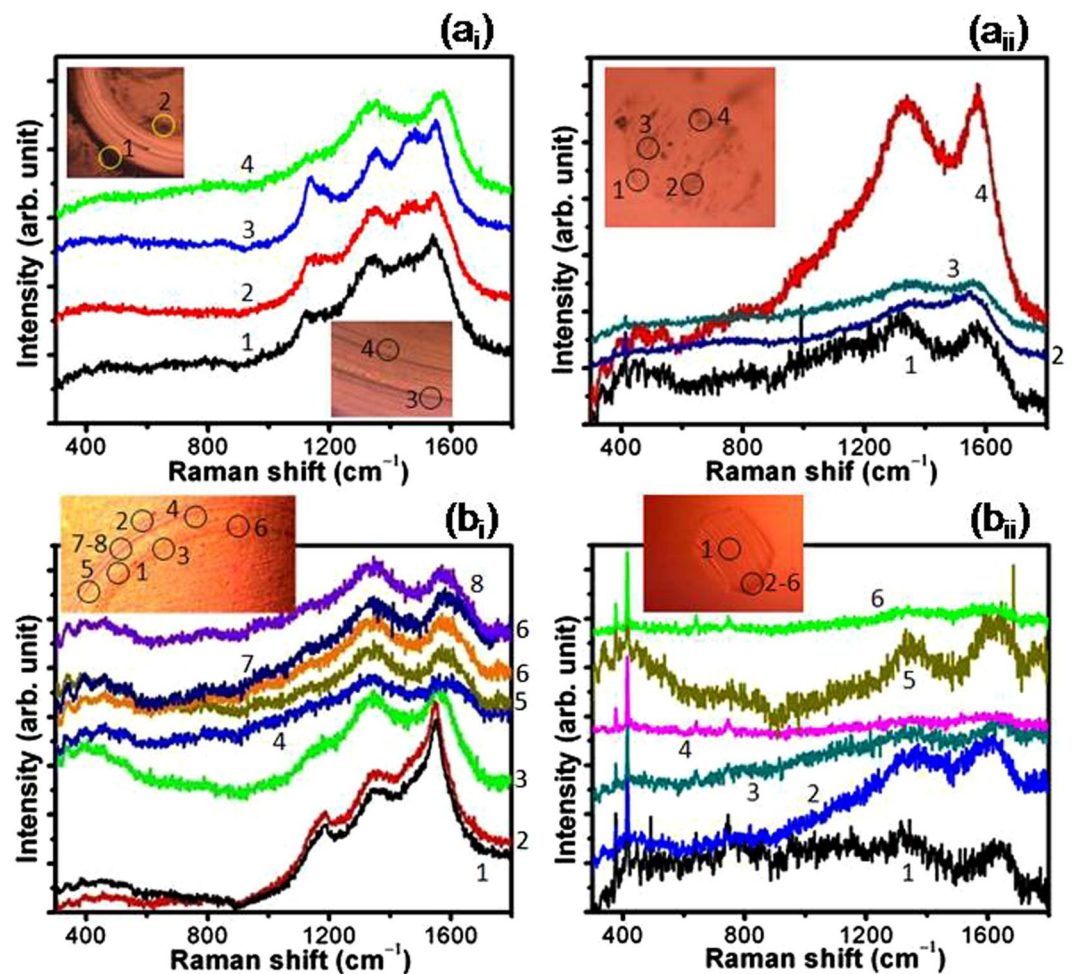 (ai)
(aii)
Intensity (arb. unit)
2
1
4
3
2
1
4
3
400 800 1200 1600
Raman shift (cm⁻¹)
Intensity (arb. unit)
3
4
1
2
4
3
2
1
400 800 1200 1600
Raman shif (cm⁻¹)
(bi)
(bii)
Intensity (arb. unit)
2
4
6
7-8
3
5
1
8
6
7
6
5
4
3
2
1
400 800 1200 1600
Raman shift (cm⁻¹)
Intensity (arb. unit)
1
2-6
6
5
4
3
2
1
400 800 1200 1600
Raman shift (cm⁻¹)